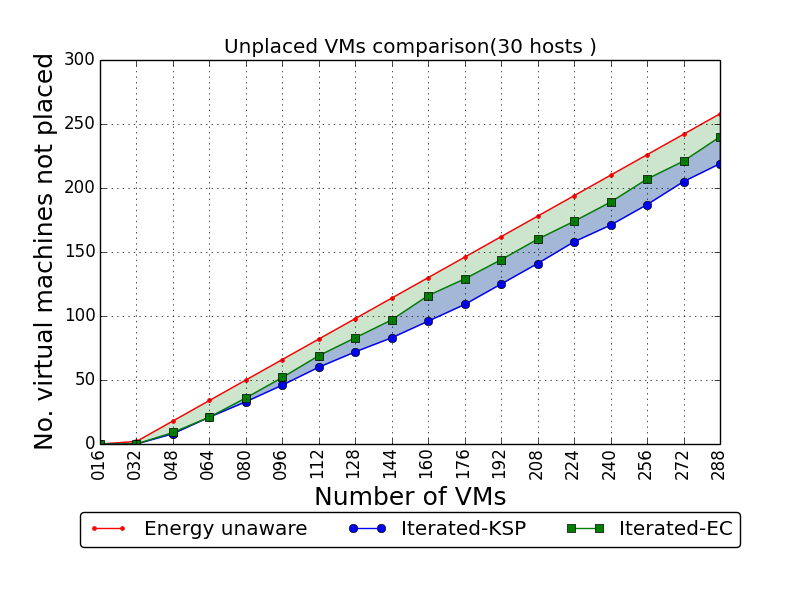 Unplaced VMs comparison(30 hosts )
No. virtual machines not placed
300
250
200
150
100
50
0
016 032 048 064 080 096 112 128 144 160 176 192 208 224 240 256 272 288
Number of VMs
Energy unaware Iterated-KSP Iterated-EC